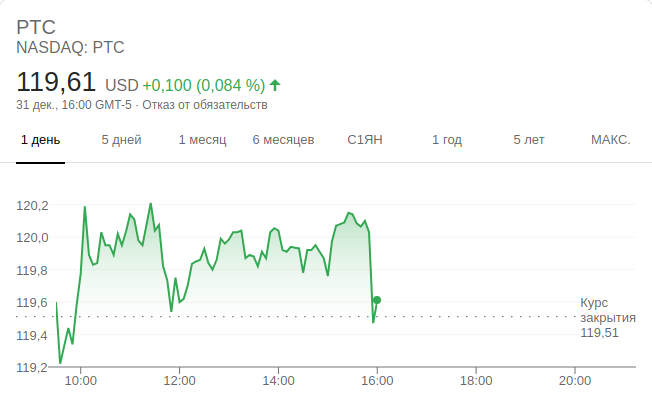 PTC
NASDAQ: PTC
119,61 USD +0,100 (0,084 %)
31 дек., 16:00 GMT-5 · Отказ от обязательств
1 день 5 дней 1 месяц 6 месяцев С1ЯН 1 год 5 лет МАКС.
120,2
120,0
119,8
119,6
119,4
119,2
Курс
закрытия
119,51
10:00 12:00 14:00 16:00 18:00 20:00